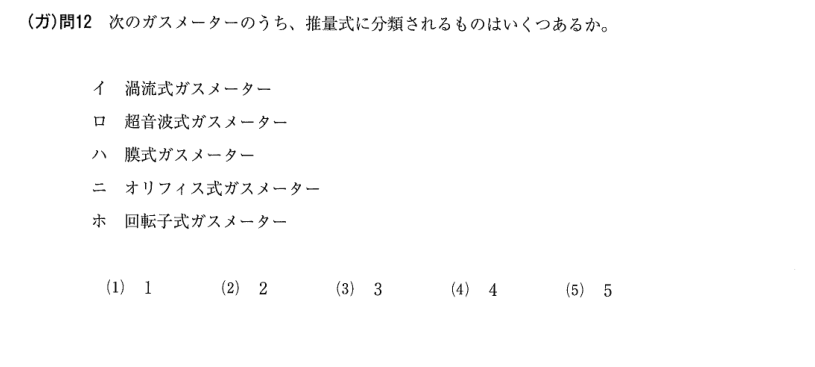 (ガ)問12 次のガスメーターのうち、推量式に分類されるものはいくつあるか。
イ 渦流式ガスメーター
ロ 超音波式ガスメーター
ハ 膜式ガスメーター
ニ オリフィス式ガスメーター
ホ 回転子式ガスメーター
(1) 1 (2) 2 (3) 3 (4) 4 (5) 5